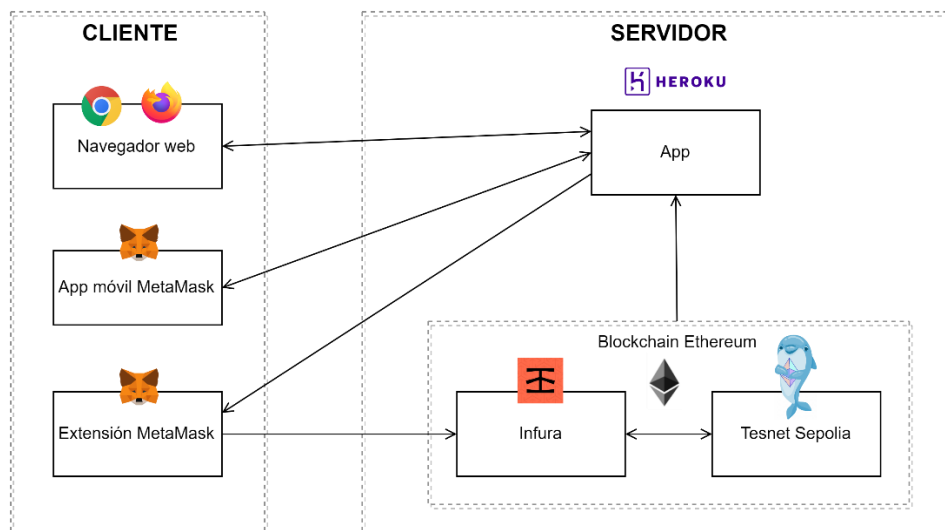 CLIENTE
SERVIDOR
HEROKU
Navegador web
App
App móvil MetaMask
Blockchain Ethereum
Extensión MetaMask
Infura
Tesnet Sepolia